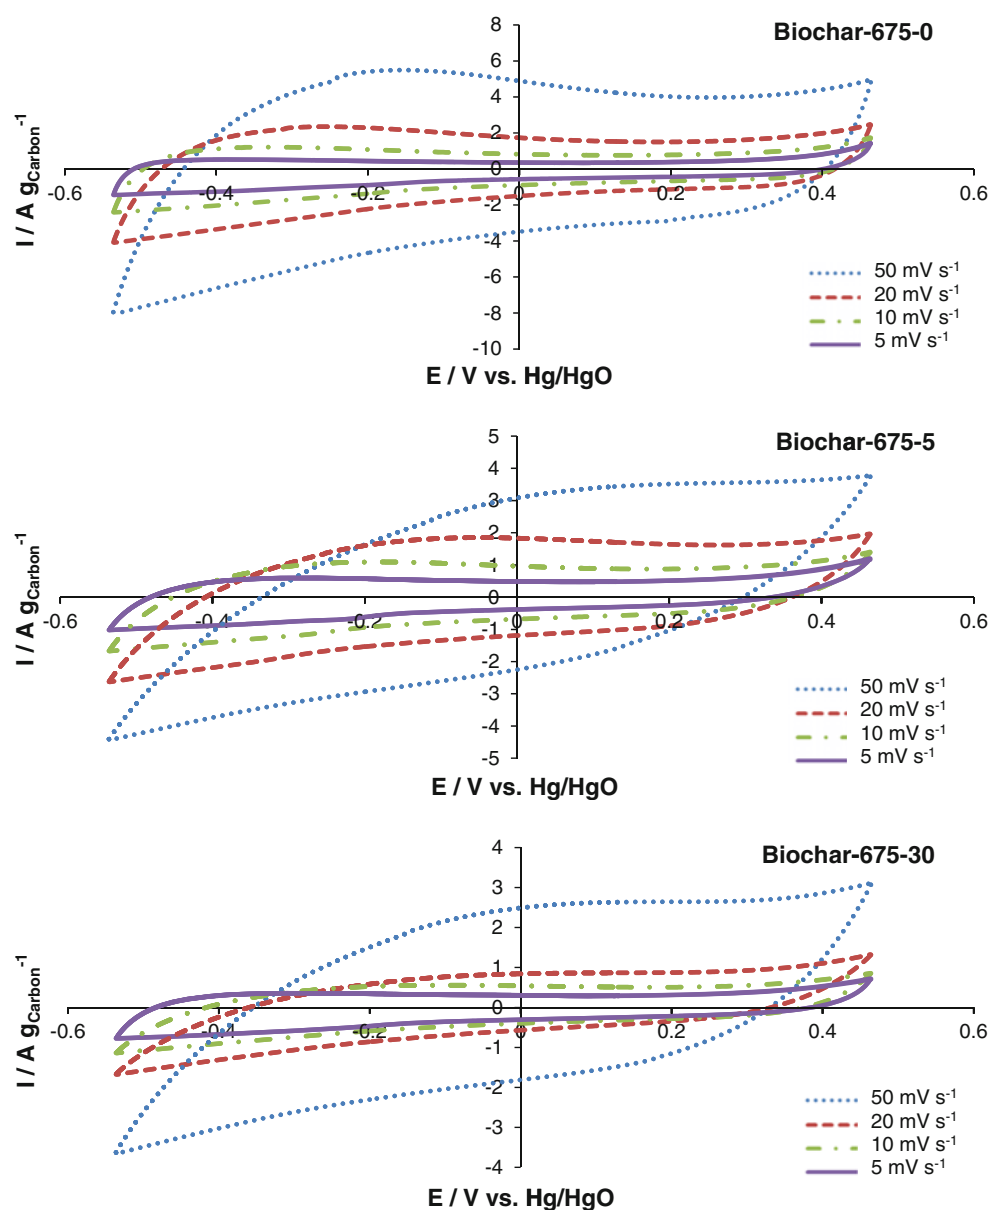 Biochar-675-0
8
6
4
2
0
-2
-4
-6
-8
-10
-0.6
-0.4
-0.2
0
0.2
0.4
0.6
I / A gCarbon-1
50 mV s-1
20 mV s-1
10 mV s-1
5 mV s-1
E / V vs. Hg/HgO
Biochar-675-5
5
4
3
2
1
0
-1
-2
-3
-4
-5
-0.6
-0.4
-0.2
0
0.2
0.4
0.6
I / A gCarbon-1
50 mV s-1
20 mV s-1
10 mV s-1
5 mV s-1
E / V vs. Hg/HgO
Biochar-675-30
4
3
2
1
0
-1
-2
-3
-4
-0.6
-0.4
-0.2
0
0.2
0.4
0.6
I / A gCarbon-1
50 mV s-1
20 mV s-1
10 mV s-1
5 mV s-1
E / V vs. Hg/HgO